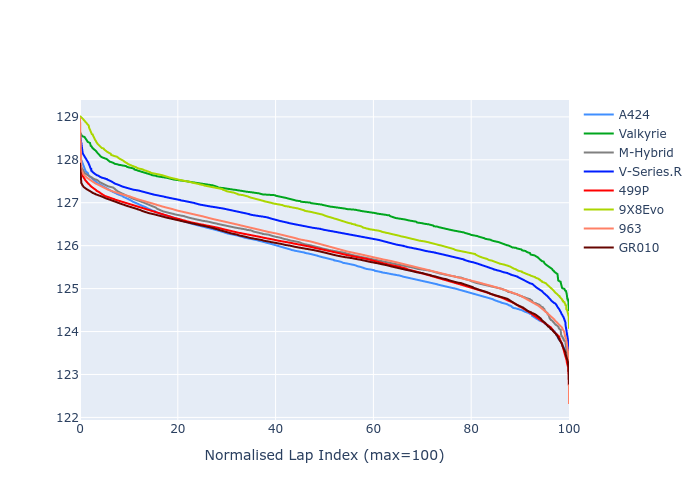 129
128
127
126
125
124
123
122
0 20 40 60 80 100
Normalised Lap Index (max=100)
A424
Valkyrie
M-Hybrid
V-Series.R
499P
9X8Evo
963
GR010